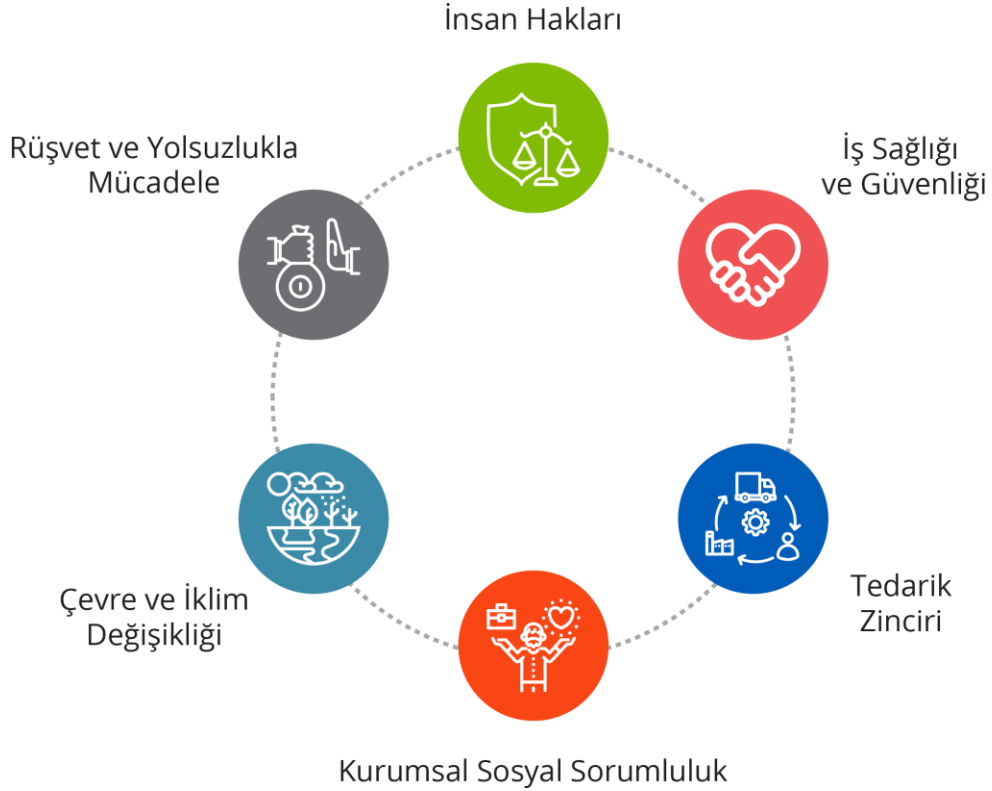 İnsan Hakları
Rüşvet ve Yolsuzlukla
Mücadele
İş Sağlığı
ve Güvenliği
Çevre ve İklim
Değişikliği
Tedarik
Zinciri
Kurumsal Sosyal Sorumluluk